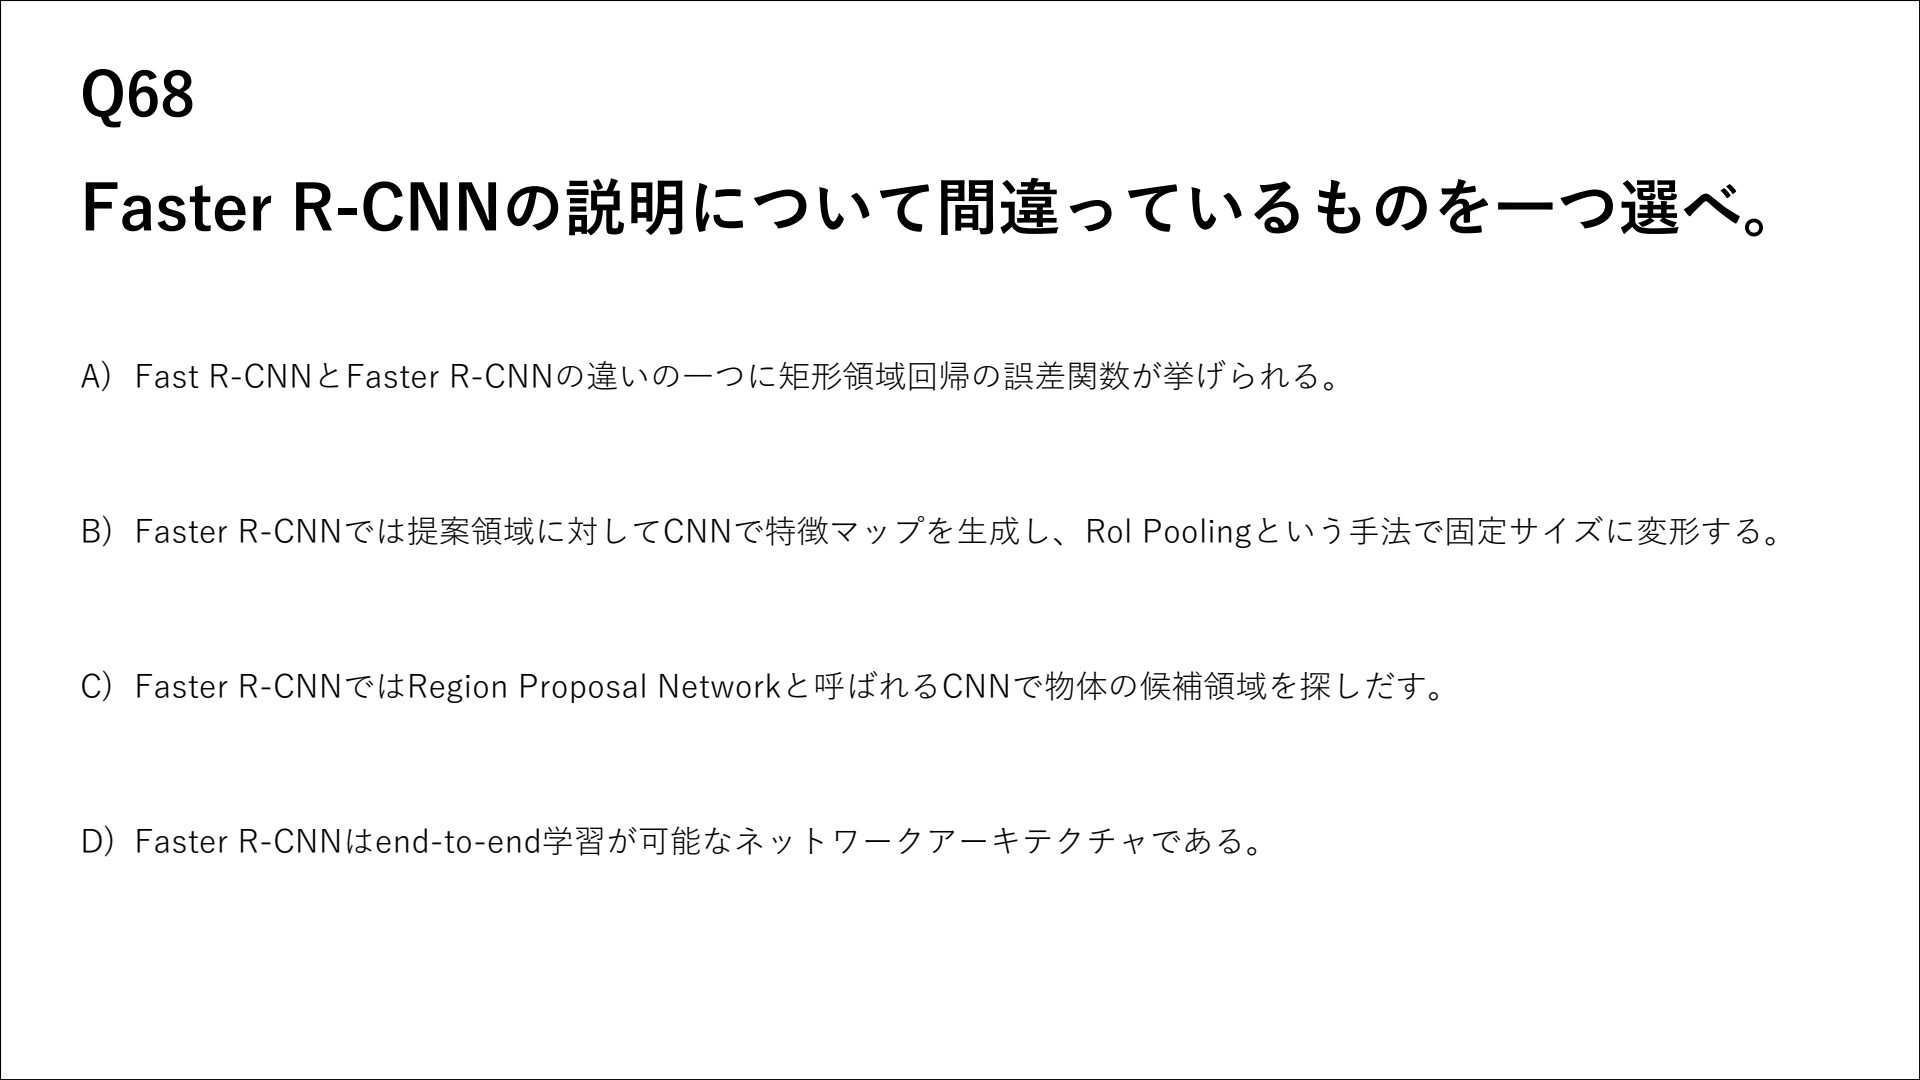 Q68
Faster R-CNNの説明について間違っているものを一つ選べ。
A）Fast R-CNNとFaster R-CNNの違いの一つに矩形領域回帰の誤差関数が挙げられる。
B）Faster R-CNNでは提案領域に対してCNNで特徴マップを生成し、RoI Poolingという手法で固定サイズに変形する。
C）Faster R-CNNではRegion Proposal Networkと呼ばれるCNNで物体の候補領域を探しだす。
D）Faster R-CNNはend-to-end学習が可能なネットワークアーキテクチャである。